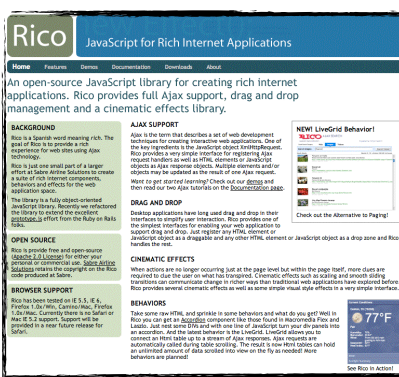 Rico
JavaScript for Rich Internet Applications
Home Features Demos Documentation Downloads About
An open-source JavaScript library for creating rich internet
applications. Rico provides full Ajax support, drag and drop
management and a cinematic effects library.
BACKGROUND
Rico is a Spanish word meaning rich. The
goal of Rico is to provide a rich
experience for web sites using Ajax
technology.
Rico is just one small part of a larger
effort at Sabre Airline Solutions to create
a suite of rich internet components,
behaviors and effects for the web
application space.
The library is a fully object-oriented
JavaScript library. Recently we refactored
the library to extend the excellent
prototype.js effort from the Ruby on Rails
folks.
OPEN SOURCE
Rico is provide free and open-source
(Apache 2.0 License) for either your
personal or commercial use. Sabre Airline
Solutions retains the copyright on the Rico
code produced at Sabre.
BROWSER SUPPORT
Rico has been tested on IE 5.5, IE 6,
Firefox 1.0x/Win, Camino/Mac, Firefox
1.0x/Mac. Currently there is no Safari or
Mac IE 5.2 support. Support will be
provided in a near future release for
Safari.
AJAX SUPPORT
Ajax is the term that describes a set of web development
techniques for creating interactive web applications. One of
the key ingredients is the JavaScript object XmlHttpRequest.
Rico provides a very simple interface for registering Ajax
request handlers as well as HTML elements or JavaScript
objects as Ajax response objects. Multiple elements and/or
objects may be updated as the result of one Ajax request.
Want to get started learning? Check out our demos and
then read our two Ajax tutorials on the Documentation page.
DRAG AND DROP
Desktop applications have long used drag and drop in their
interfaces to simplify user interaction. Rico provides one of
the simplest interfaces for enabling your web application to
support drag and drop. Just register any HTML element or
JavaScript object as a draggable and any other HTML element or JavaScript object as a drop zone and Rico
handles the rest.
CINEMATIC EFFECTS
When actions are no longer occurring just at the page level but within the page itself, more cues are
required to clue the user on what has transpired. Cinematic effects such as scaling and smooth sliding
transitions can communicate change in richer ways than traditional web applications have explored before.
Rico provides several cinematic effects as well as some simple visual style effects in a very simple interface.
BEHAVIORS
Take some raw HTML and sprinkle in some behaviors and what do you get? Well in
Rico you can get an Accordion component like those found in Macromedia Flex and
Laszlo. Just nest some DIVs and with one line of JavaScript turn your div panels into
an accordion. And the latest behavior is the LiveGrid. LiveGrid allows you to
connect an Html table up to a stream of Ajax responses. Ajax requests are
automatically called during table scrolling. The result is now Html tables can hold
an unlimited amount of data scrolled into view on the fly as needed! More
behaviors are planned!
NEW! LiveGrid Behavior!
Check out the Alternative to Paging!
77°F
See Rico in Action!